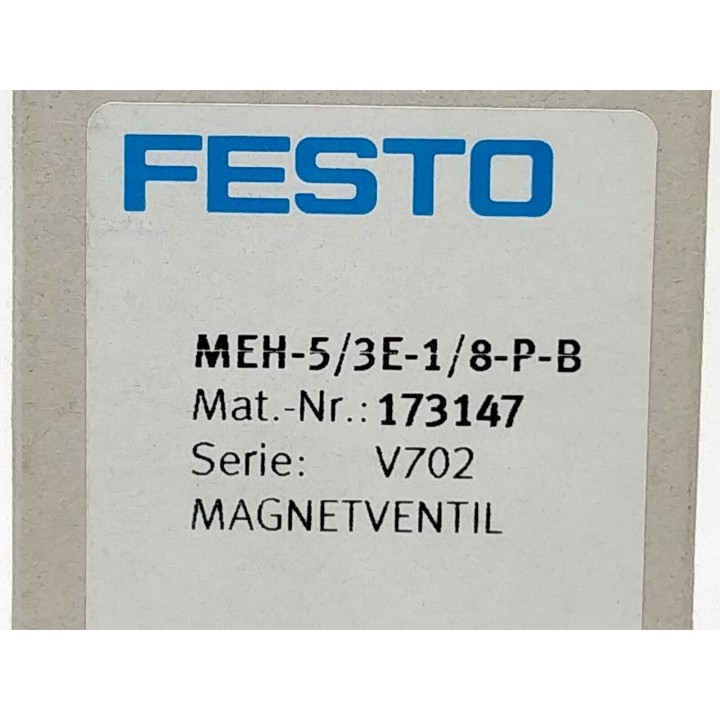 FESTO
MEH-5/3E-1/8-P-B
Mat.-Nr.: 173147
Serie: V702
MAGNETVENTIL